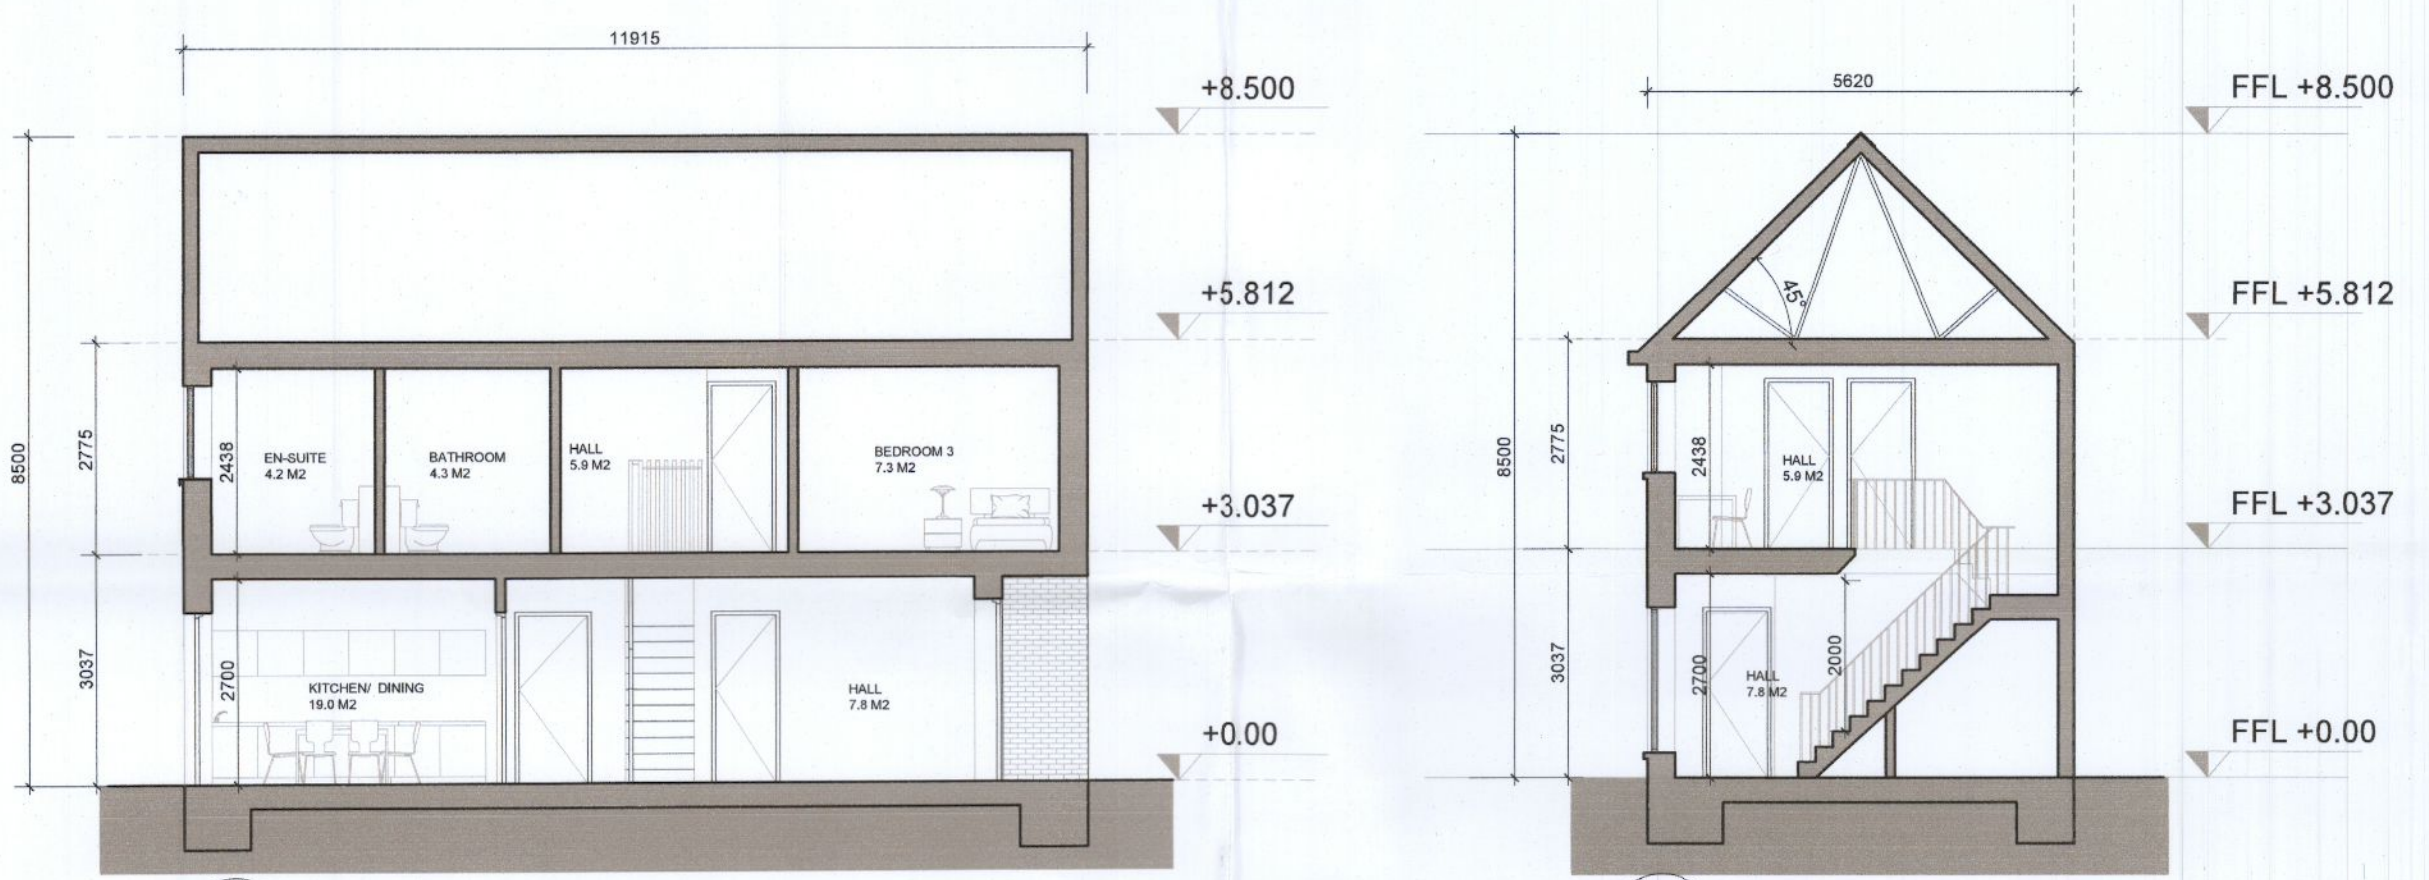 11915
+8.500
+5.812
+3.037
+0.00
8500
2775
3037
2438
2700
EN-SUITE
4.2 M2
BATHROOM
4.3 M2
HALL
5.9 M2
BEDROOM 3
7.3 M2
KITCHEN/ DINING
19.0 M2
HALL
7.8 M2
5620
FFL +8.500
FFL +5.812
FFL +3.037
FFL +0.00
8500
2775
3037
45°
2438
HALL
5.9 M2
2700
HALL
7.8 M2
2000